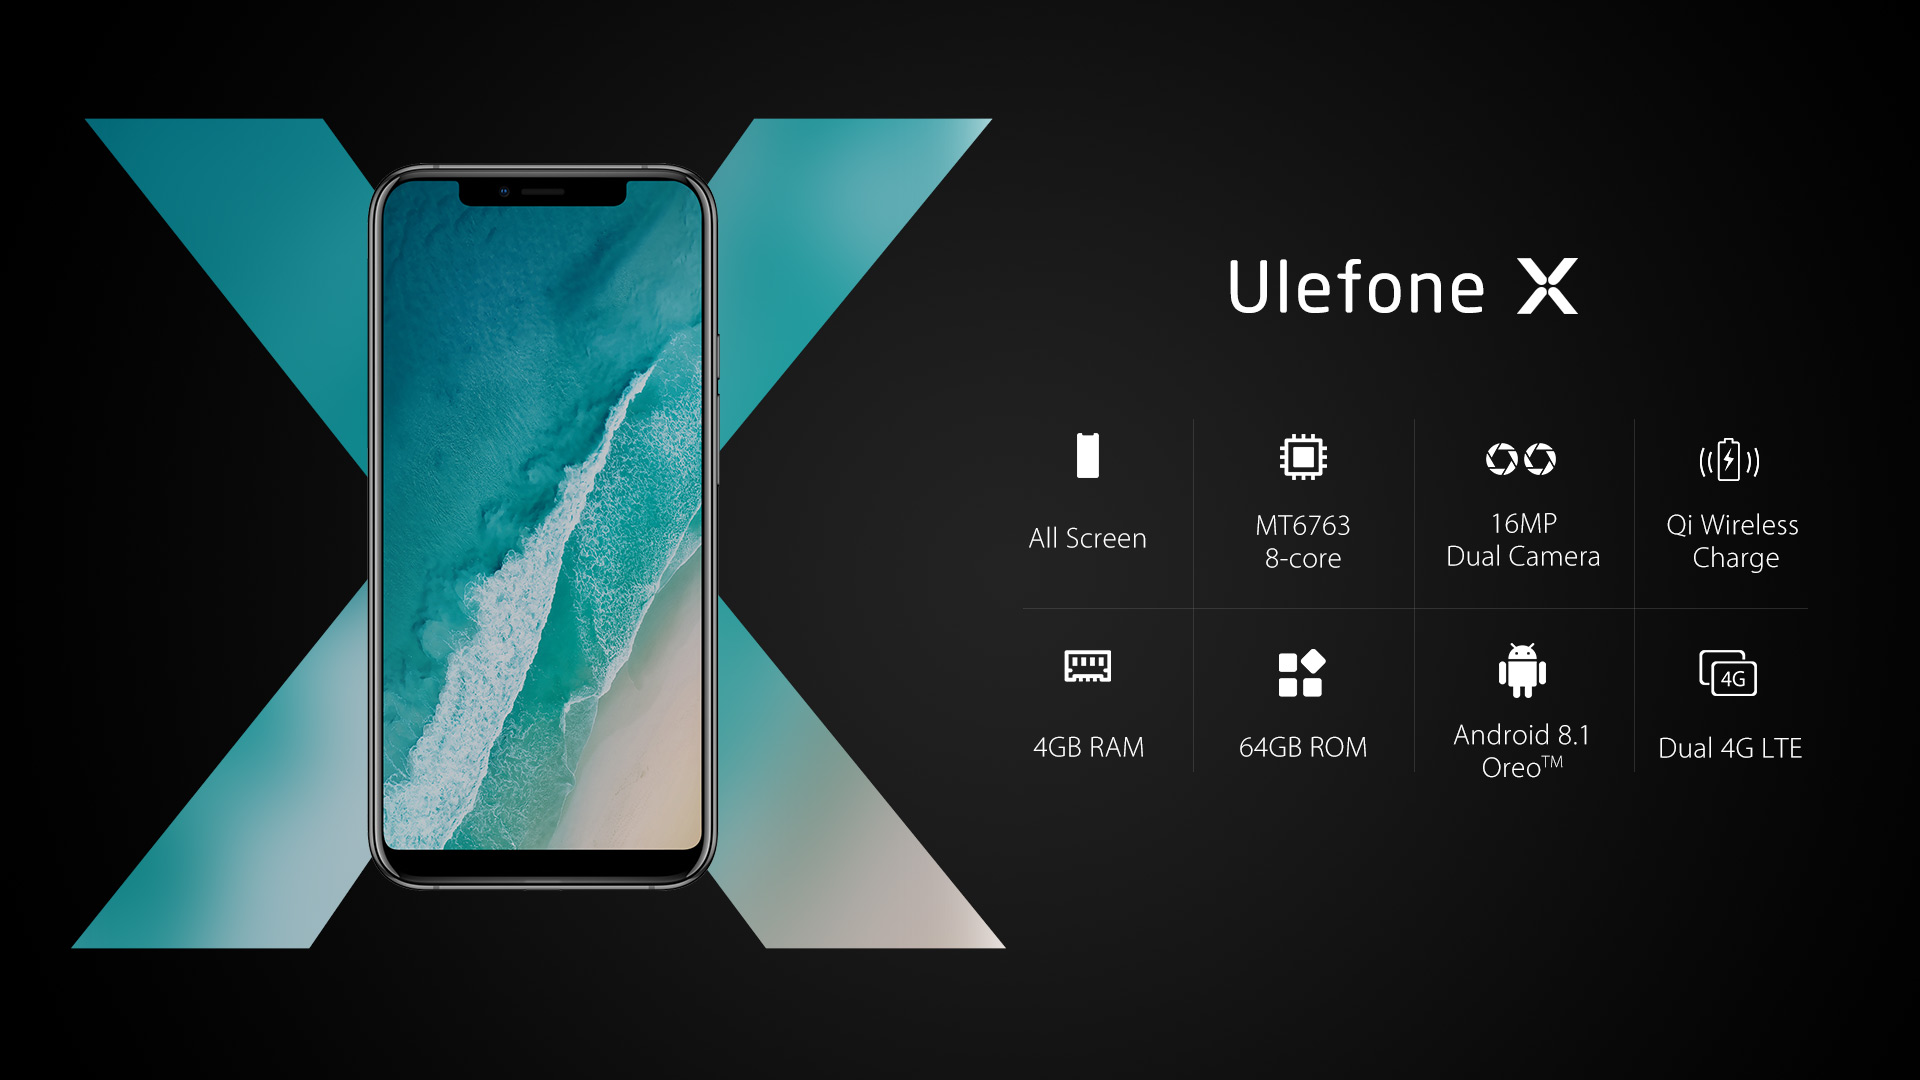 Ulefone X
All Screen
MT6763
8-core
16MP
Dual Camera
Qi Wireless
Charge
4GB RAM
64GB ROM
Android 8.1
Oreo™
4G
Dual 4G LTE